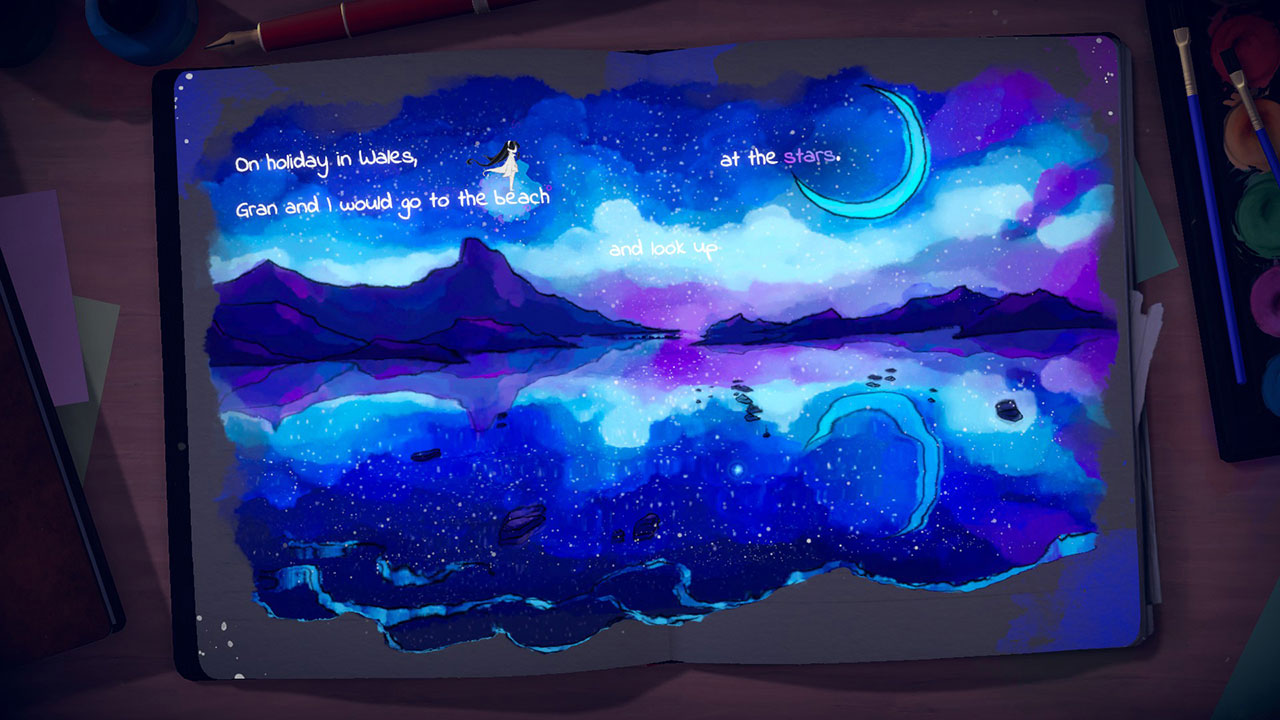 On holiday in Wales,
Gran and I would go to the beach
and look up
at the stars.